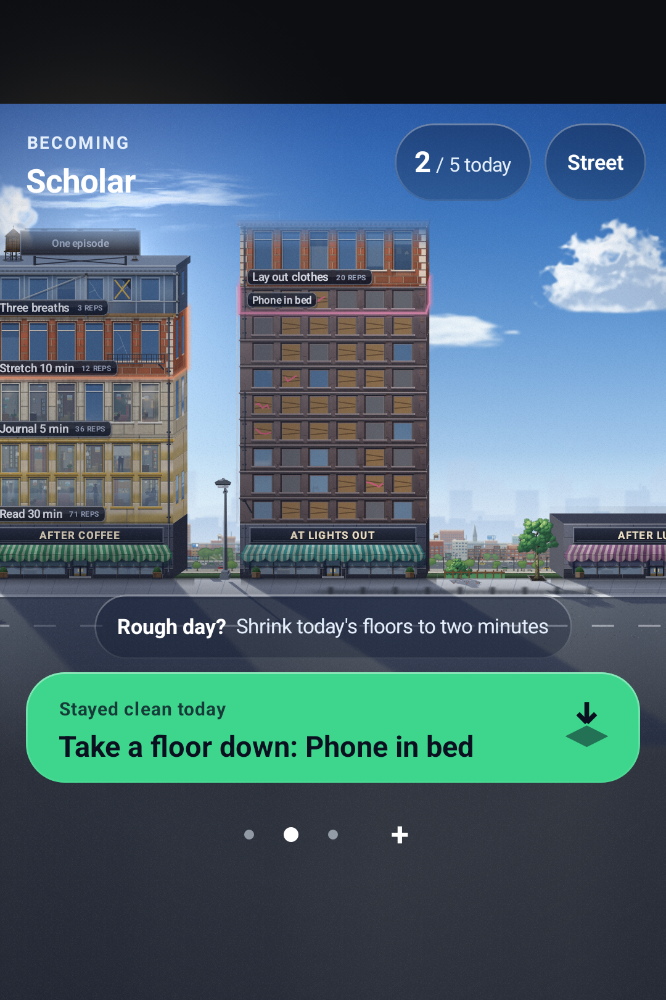 BECOMING
Scholar
2 / 5 today
Street
One episode
Three breaths 3 REPS
Stretch 10 min 12 REPS
Journal 5 min 36 REPS
Read 30 min 71 REPS
AFTER COFFEE
Lay out clothes 20 REPS
Phone in bed
AT LIGHTS OUT
AFTER LU
Rough day? Shrink today's floors to two minutes
Stayed clean today
Take a floor down: Phone in bed
+